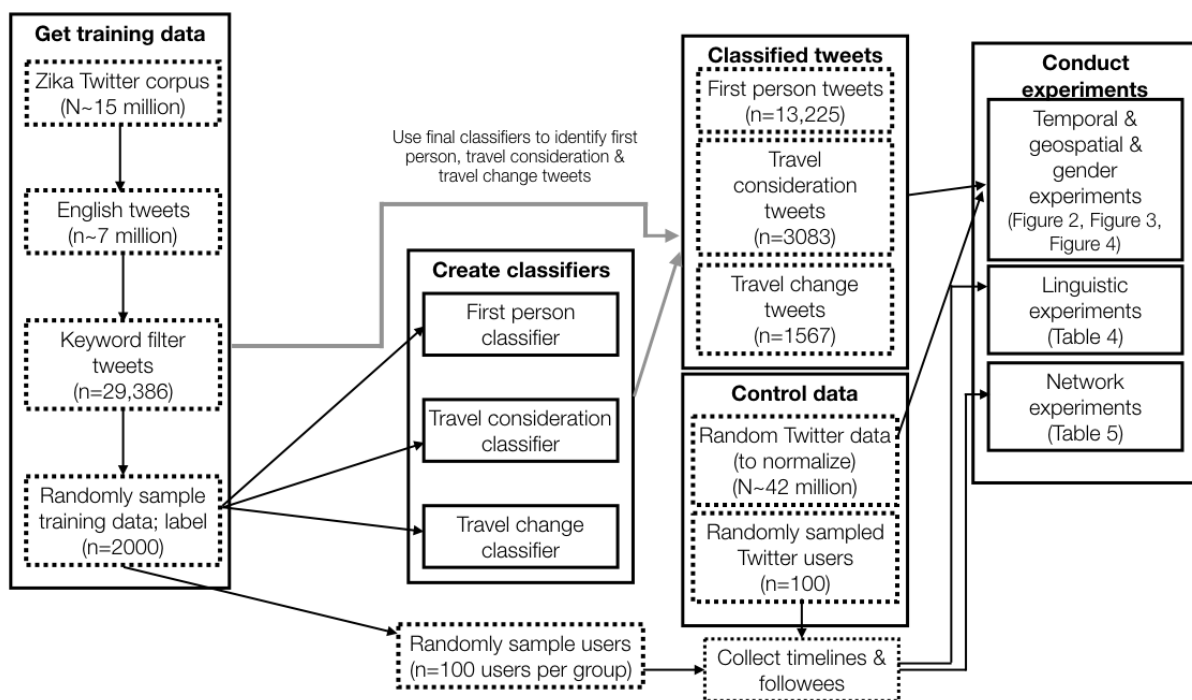 Get training data
Zika Twitter corpus
(N~15 million)
English tweets
(n~7 million)
Keyword filter
tweets
(n=29,386)
Randomly sample
training data; label
(n=2000)
Use final classifiers to identify first
person, travel consideration &
travel change tweets
Create classifiers
First person
classifier
Travel consideration
classifier
Travel change
classifier
Randomly sample users
(n=100 users per group)
Classified tweets
First person tweets
(n=13,225)
Travel
consideration
tweets
(n=3083)
Travel change
tweets
(n=1567)
Control data
Random Twitter data
(to normalize)
(N~42 million)
Randomly sampled
Twitter users
(n=100)
Collect timelines &
followees
Conduct
experiments
Temporal &
geospatial &
gender
experiments
(Figure 2, Figure 3,
Figure 4)
Linguistic
experiments
(Table 4)
Network
experiments
(Table 5)